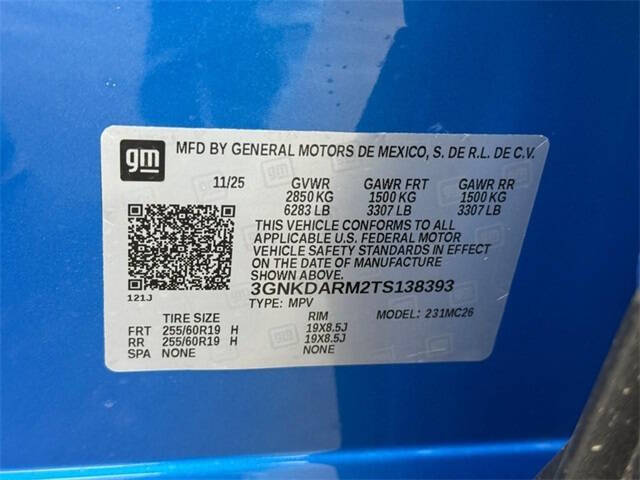 gm MFD BY GENERAL MOTORS DE MEXICO, S. DE R.L. DE C.V.
11/25 GVWR GAWR FRT GAWR RR
2850 KG 1500 KG 1500 KG
6283 LB 3307 LB 3307 LB
THIS VEHICLE CONFORMS TO ALL
APPLICABLE U.S. FEDERAL MOTOR
VEHICLE SAFETY STANDARDS IN EFFECT
ON THE DATE OF MANUFACTURE
SHOWN ABOVE.
3GNKDARM2TS138393
121J
TYPE: MPV MODEL: 231MC26
TIRE SIZE RIM
FRT 255/60R19 H 19X8.5J
RR 255/60R19 H 19X8.5J
SPA NONE NONE